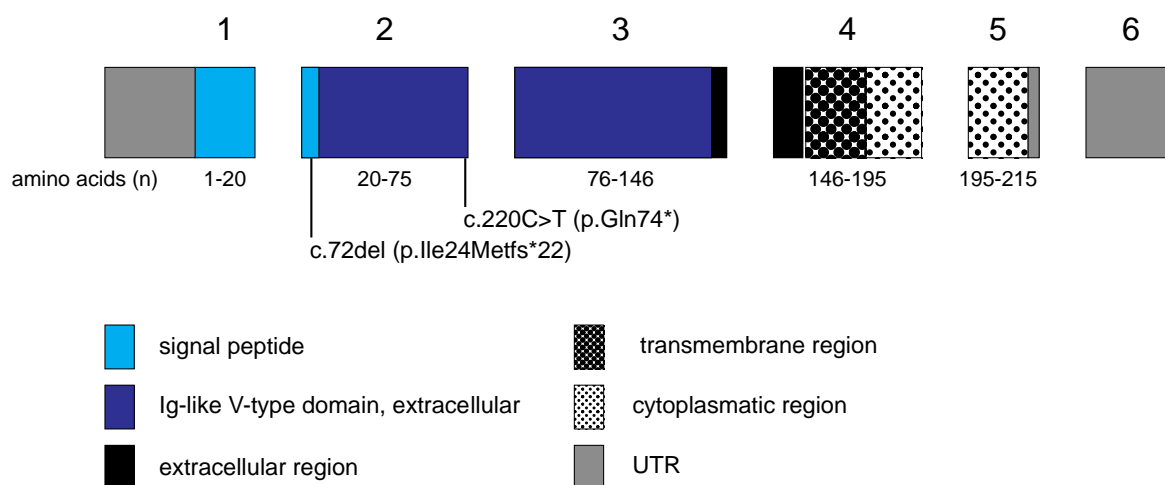 1 2 3 4 5 6
amino acids (n) 1-20 20-75 76-146 146-195 195-215
c.220C>T (p.Gln74*)
c.72del (p.Ile24Metfs*22)
signal peptide transmembrane region
Ig-like V-type domain, extracellular cytoplasmatic region
extracellular region UTR